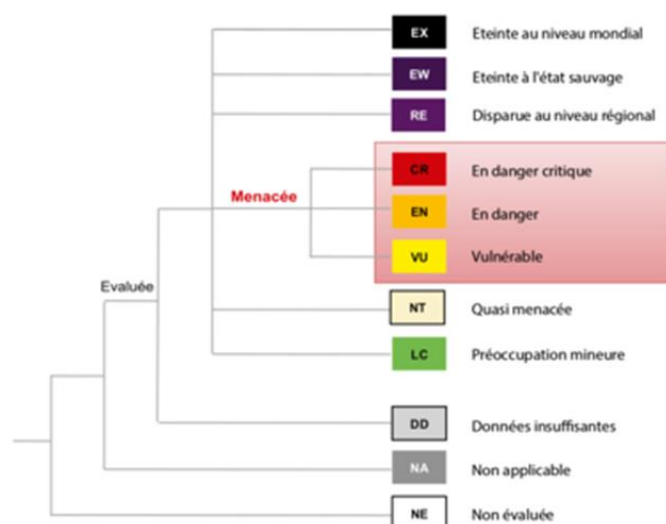 EX Eteinte au niveau mondial
EW Eteinte à l'état sauvage
RE Disparue au niveau régional
CR En danger critique
Menacée
EN En danger
VU Vulnérable
Evaluée
NT Quasi menacée
LC Préoccupation mineure
DD Données insuffisantes
NA Non applicable
NE Non évaluée